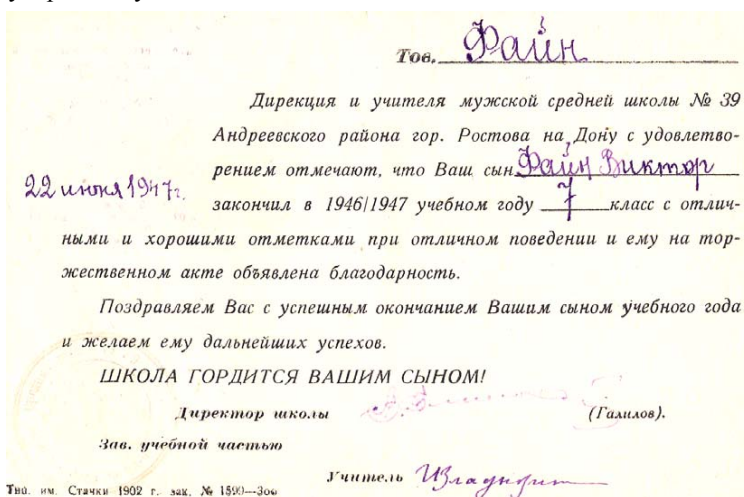 Тов. Файн
Дирекция и учителя мужской средней школы № 39
Андреевского района гор. Ростова на Дону с удовлетво-
рением отмечают, что Ваш сын Файн Виктор
22 июня 1947г.
закончил в 1946/1947 учебном году 7 класс с отлич-
ными и хорошими отметками при отличном поведении и ему на тор-
жественном акте объявлена благодарность.
Поздравляем Вас с успешным окончанием Вашим сыном учебного года
и желаем ему дальнейших успехов.
ШКОЛА ГОРДИТСЯ ВАШИМ СЫНОМ!
Директор школы (Галилов).
Зав. учебной частью
Учитель
Тип. им. Стачки 1902 г. зак. №